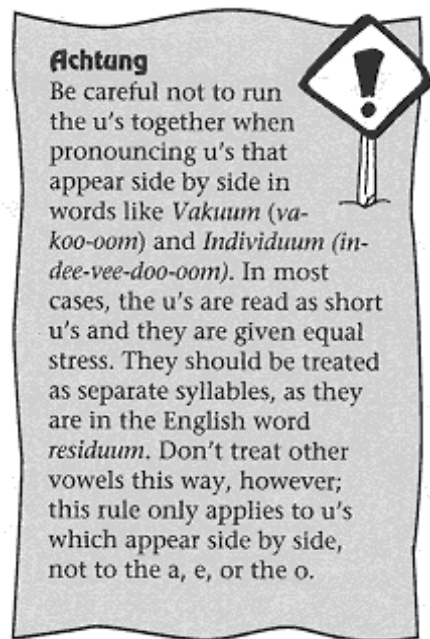 Achtung
Be careful not to run
the u's together when
pronouncing u's that
appear side by side in
words like Vakuum (va-
koo-oom) and Individuum (in-
dee-vee-doo-oom). In most
cases, the u's are read as short
u's and they are given equal
stress. They should be treated
as separate syllables, as they
are in the English word
residuum. Don't treat other
vowels this way, however;
this rule only applies to u's
which appear side by side,
not to the a, e, or the o.